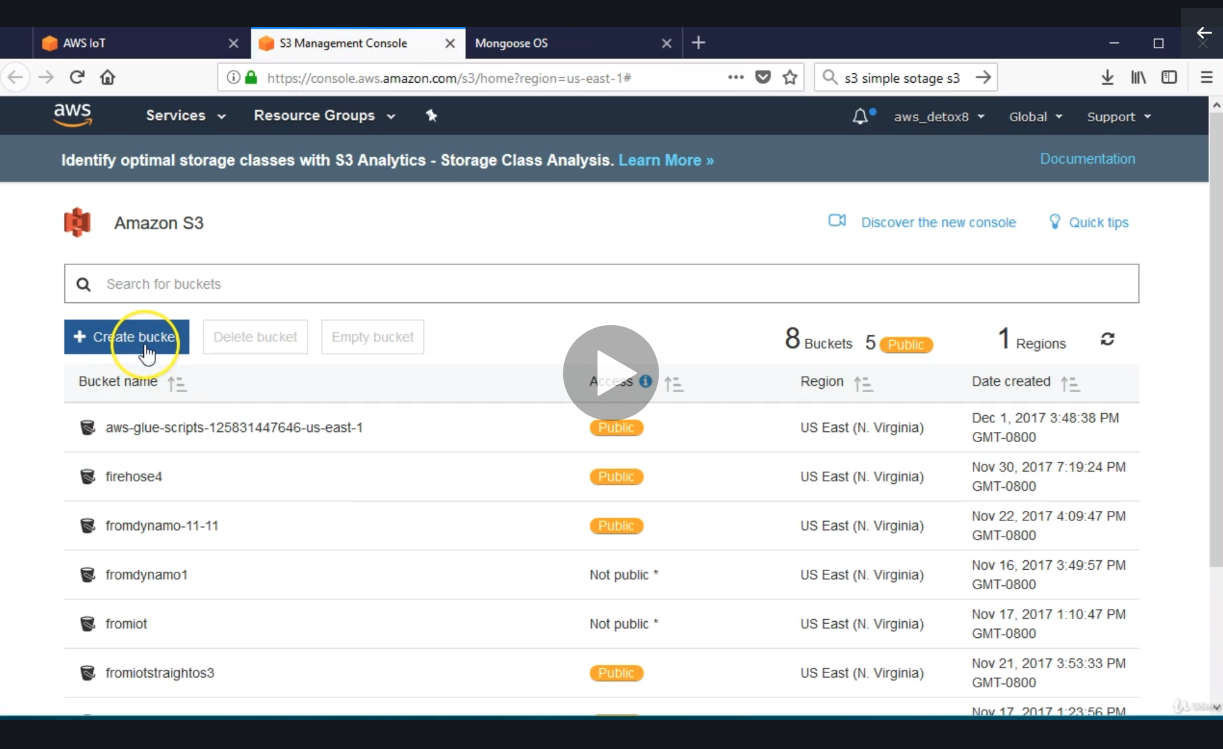 AWS IoT
S3 Management Console
Mongoose OS
https://console.aws.amazon.com/s3/home?region=us-east-1#
s3 simple sotage s3
aws
Services
Resource Groups
aws_detox8
Global
Support
Identify optimal storage classes with S3 Analytics - Storage Class Analysis. Learn More »
Documentation
Amazon S3
Discover the new console
Quick tips
Search for buckets
+ Create bucke
Delete bucket
Empty bucket
8 Buckets 5 Public
1 Regions
Bucket name
Region
Date created
aws-glue-scripts-125831447646-us-east-1 Public US East (N. Virginia) Dec 1, 2017 3:48:38 PM
GMT-0800
firehose4 Public US East (N. Virginia) Nov 30, 2017 7:19:24 PM
GMT-0800
fromdynamo-11-11 Public US East (N. Virginia) Nov 22, 2017 4:09:47 PM
GMT-0800
fromdynamo1 Not public * US East (N. Virginia) Nov 16, 2017 3:49:57 PM
GMT-0800
fromiot Not public * US East (N. Virginia) Nov 17, 2017 1:10:47 PM
GMT-0800
fromiotstraightos3 Public US East (N. Virginia) Nov 21, 2017 3:53:33 PM
GMT-0800
Nov 17, 2017 1:23:56 PM